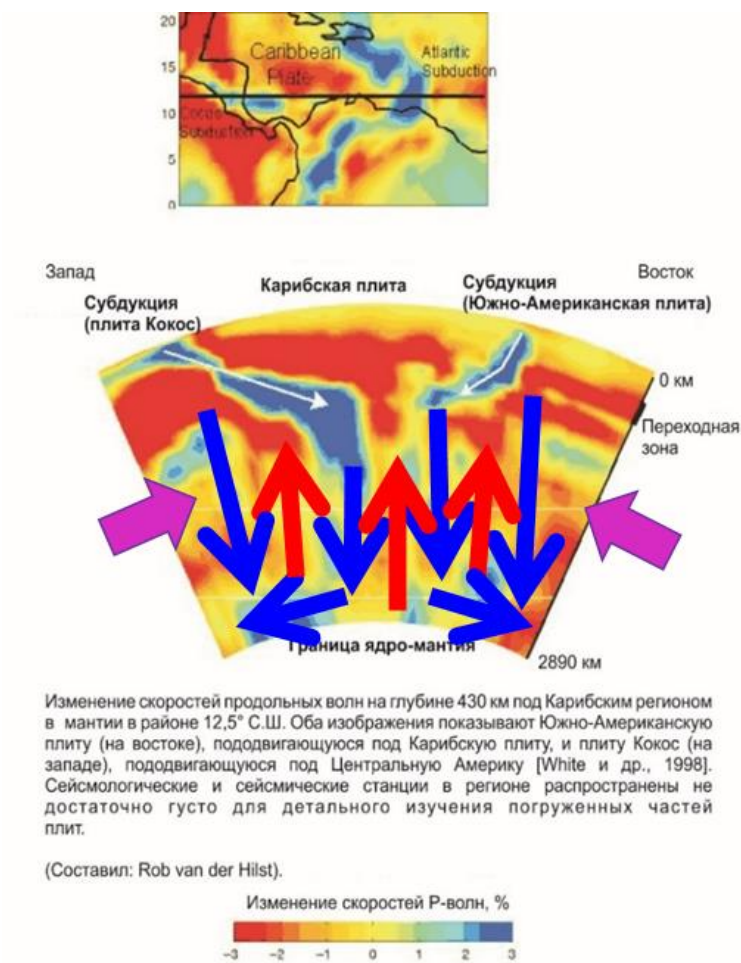 20
15
10
5
0
Caribbean
Plate
Atlantic
Subduction
Cocos
Subduction
Запад
Восток
Субдукция
(плита Кокос)
Карибская плита
Субдукция
(Южно-Американская плита)
0 км
Переходная
зона
Граница ядро-мантия
2890 км
Изменение скоростей продольных волн на глубине 430 км под Карибским регионом
в мантии в районе 12,5° С.Ш. Оба изображения показывают Южно-Американскую
плиту (на востоке), пододвигающуюся под Карибскую плиту, и плиту Кокос (на
западе), пододвигающуюся под Центральную Америку [White и др., 1998].
Сейсмологические и сейсмические станции в регионе распространены не
достаточно густо для детального изучения погруженных частей
плит.
(Составил: Rob van der Hilst).
Изменение скоростей Р-волн, %
-3 -2 -1 0 1 2 3